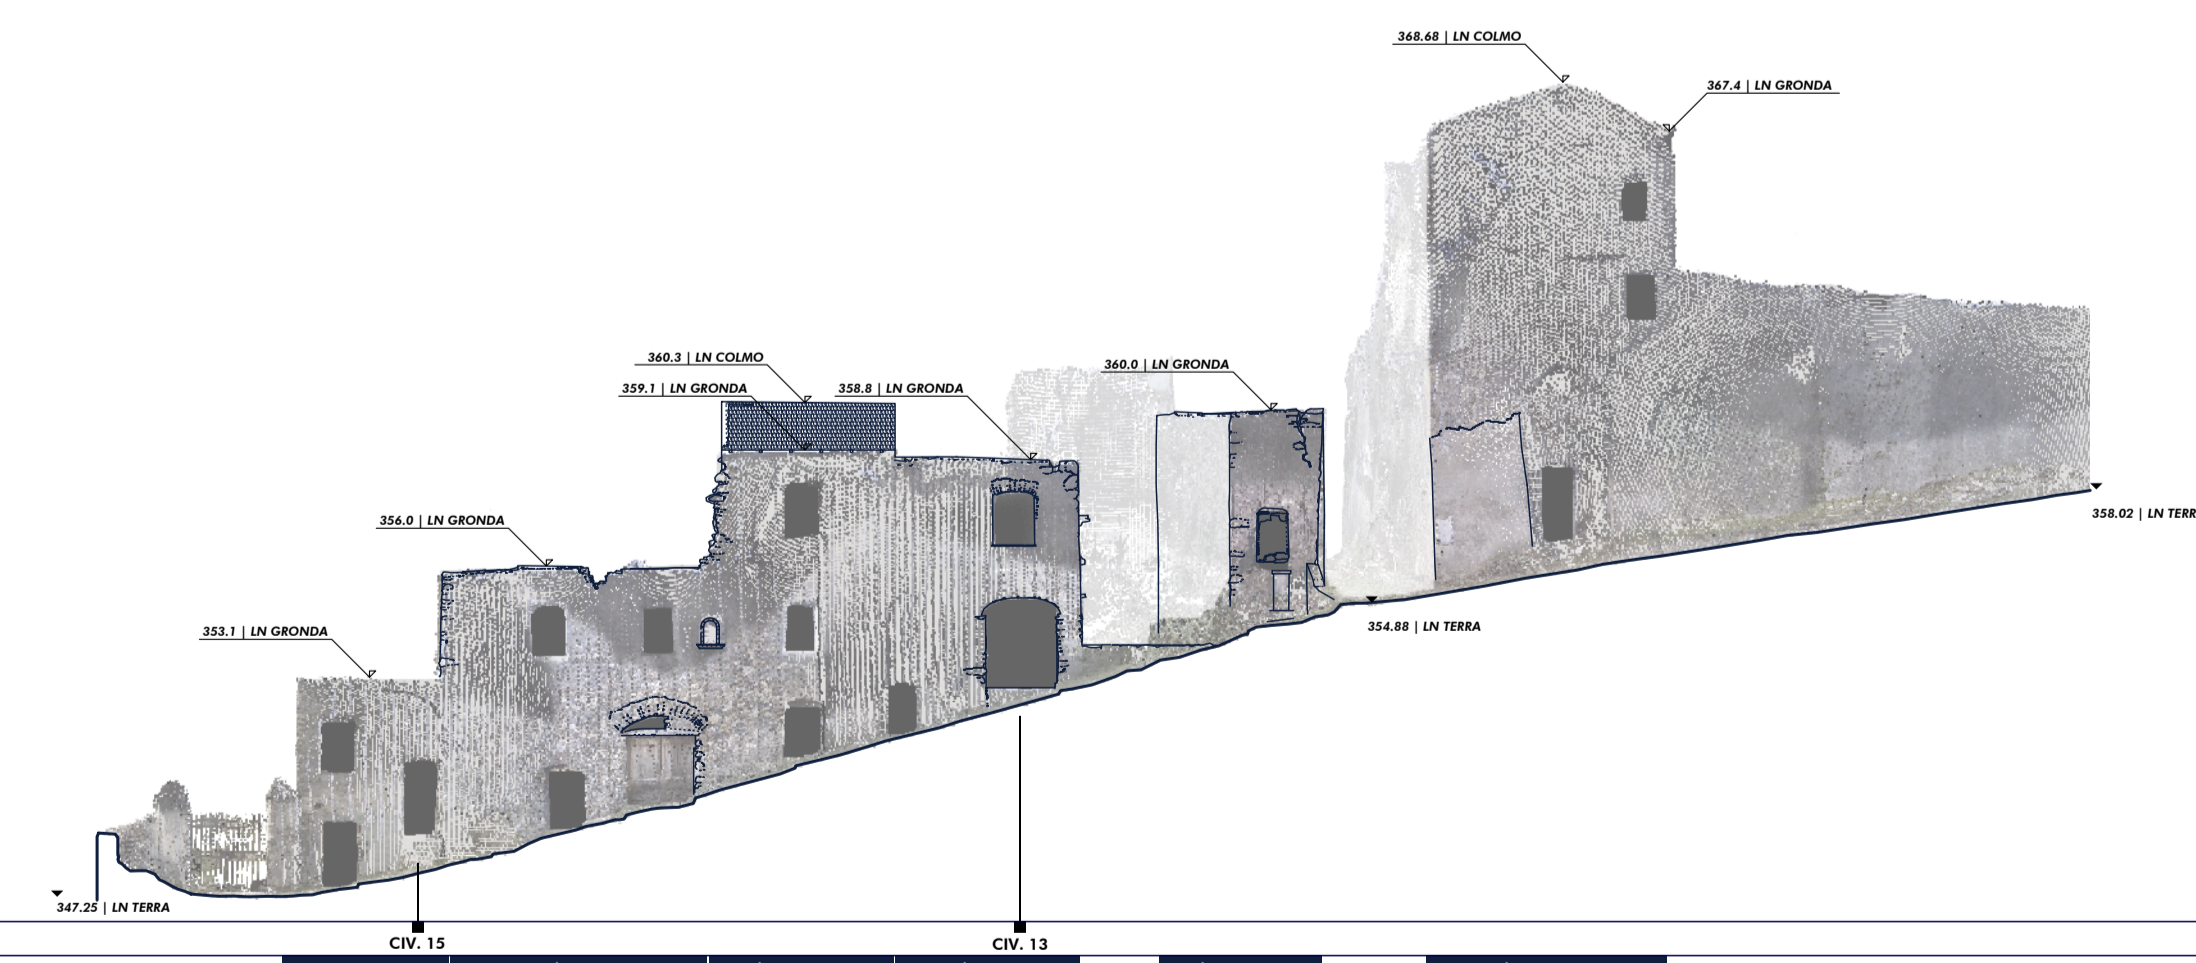 368.68 | LN COLMO
367.4 | LN GRONDA
360.3 | LN COLMO
359.1 | LN GRONDA
358.8 | LN GRONDA
360.0 | LN GRONDA
356.0 | LN GRONDA
358.02 | LN TERR
353.1 | LN GRONDA
354.88 | LN TERRA
347.25 | LN TERRA
CIV. 15
CIV. 13